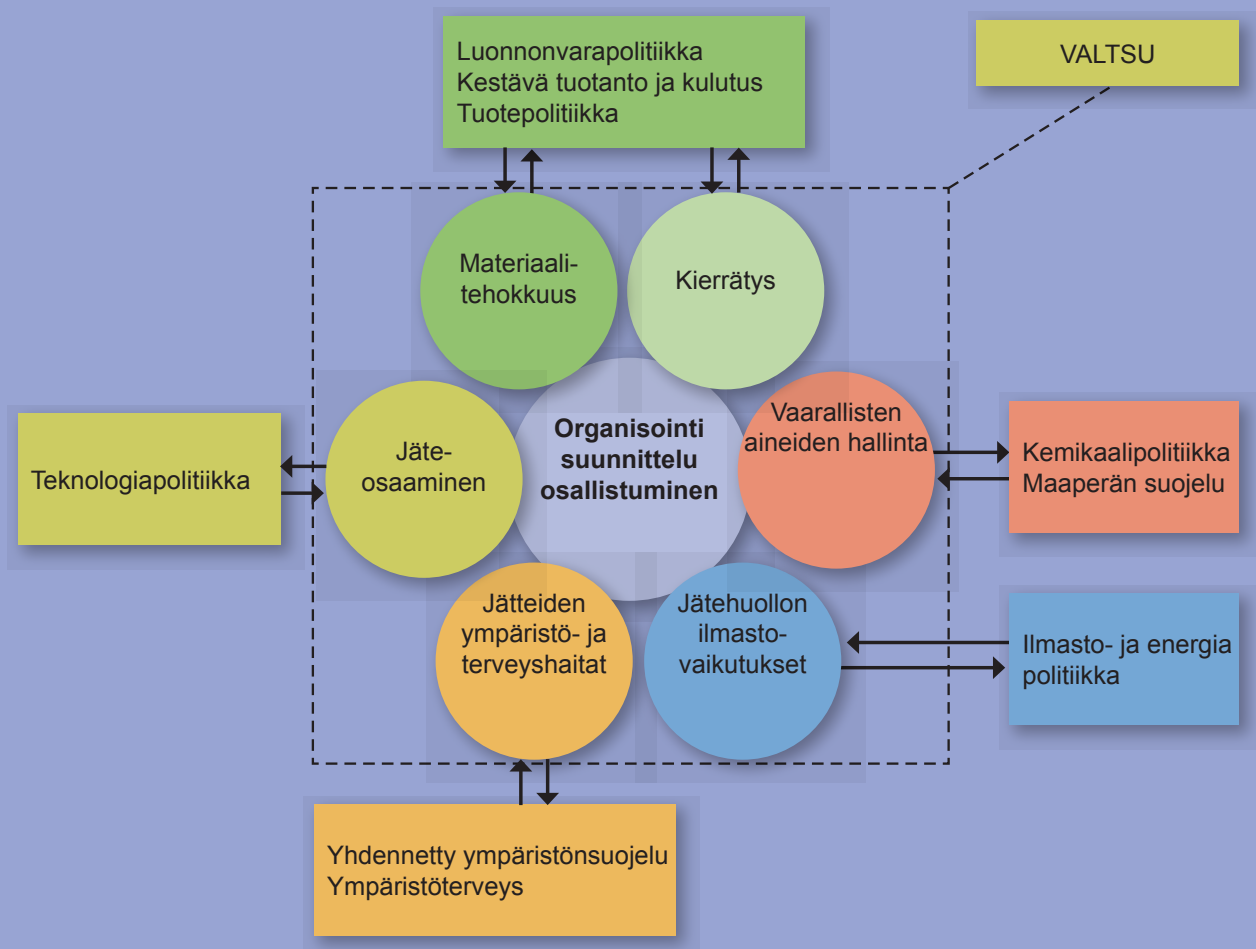 Luonnonvarapolitiikka
Kestävä tuotanto ja kulutus
Tuotepolitiikka
VALTSU
Materiaali-
tehokkuus
Kierrätys
Organisointi
suunnittelu
osallistuminen
Vaarallisten
aineiden hallinta
Jäte-
osaaminen
Teknologiapolitiikka
Kemikaalipolitiikka
Maaperän suojelu
Jätteiden
ympäristö- ja
terveyshaitat
Jätehuollon
ilmasto-
vaikutukset
Ilmasto- ja energia
politiikka
Yhdennetty ympäristönsuojelu
Ympäristöterveys